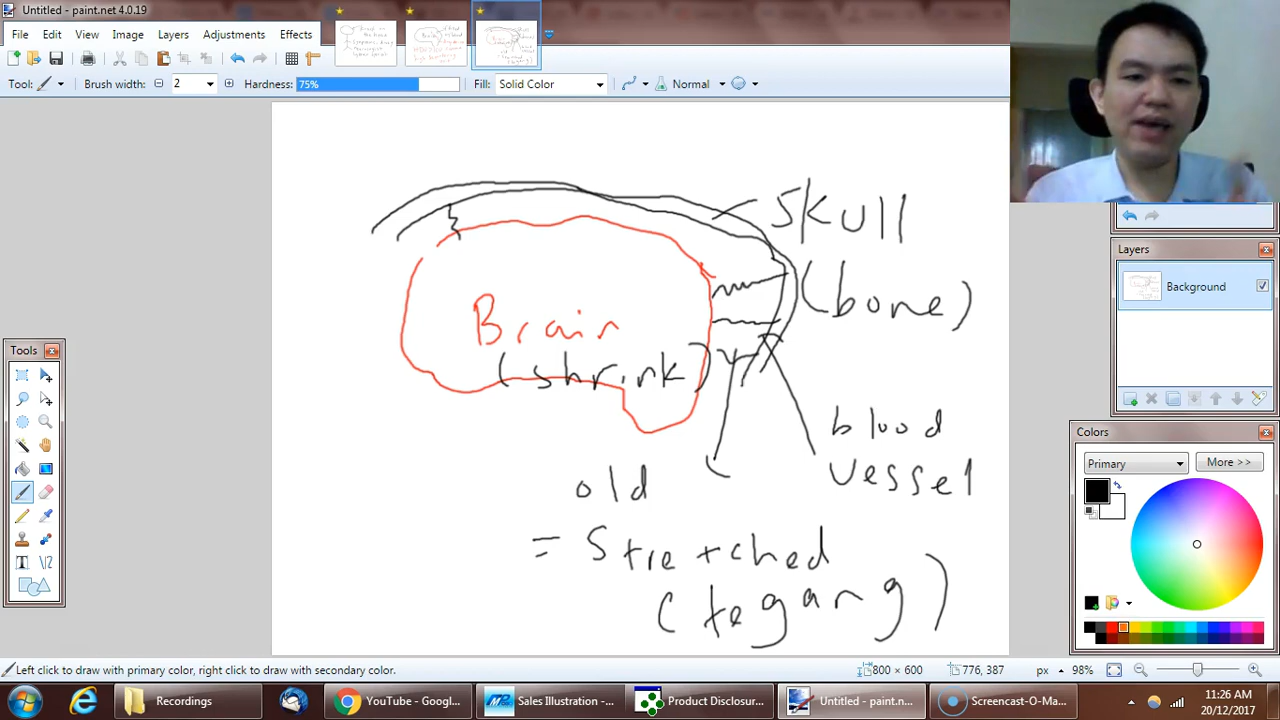 Untitled - paint.net 4.0.19
File Edit View Image Layers Adjustments Effects
Tool: Brush width: 2 Hardness: 75% Fill: Solid Color Normal
Skull
(bone)
Brain
(shrink)
blood
vessel
old
= Stretched
(tegang)
Tools
Layers
Background
Colors
Primary
More >>
Left click to draw with primary color, right click to draw with secondary color.
800 × 600
776, 387
px
98%
Recordings
YouTube - Googl...
Sales Illustration -...
Product Disclosur...
Untitled - paint.n...
Screencast-O-Ma...
11:26 AM
20/12/2017